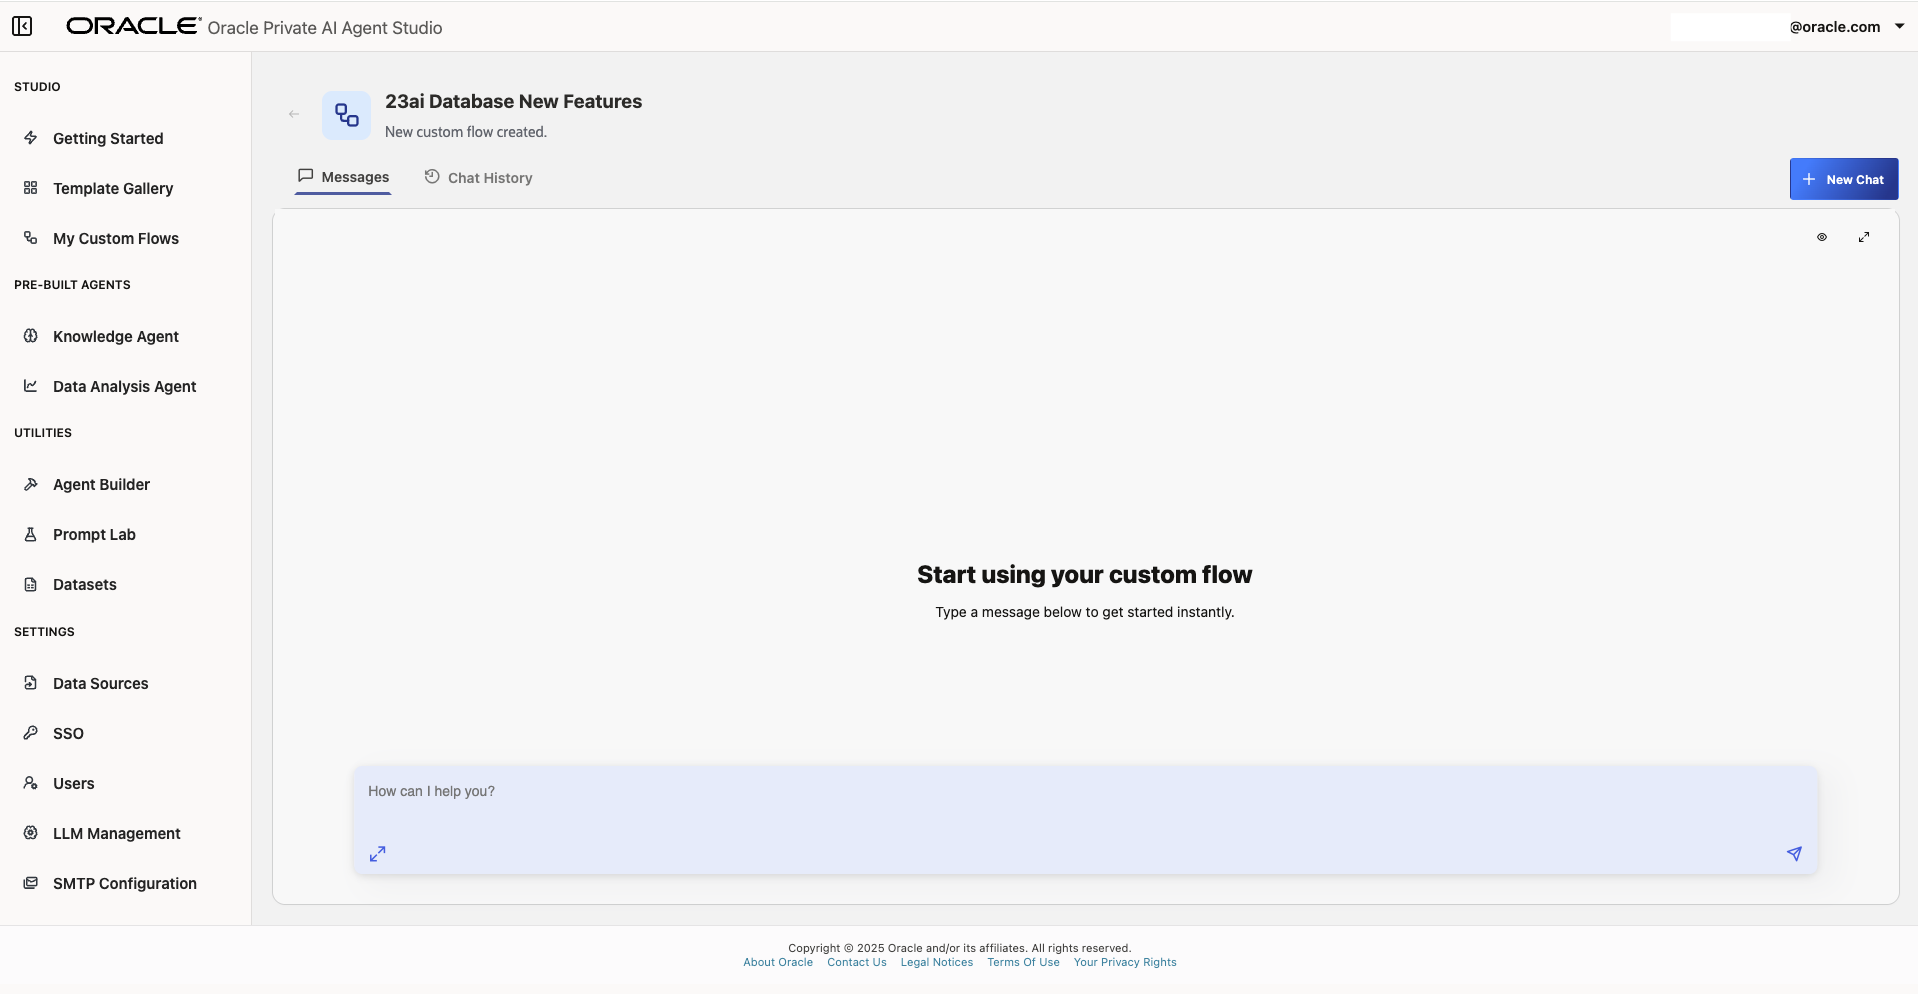 ORACLE Oracle Private AI Agent Studio
@oracle.com
STUDIO
Getting Started
Template Gallery
My Custom Flows
PRE-BUILT AGENTS
Knowledge Agent
Data Analysis Agent
UTILITIES
Agent Builder
Prompt Lab
Datasets
SETTINGS
Data Sources
SSO
Users
LLM Management
SMTP Configuration
23ai Database New Features
New custom flow created.
Messages
Chat History
New Chat
Start using your custom flow
Type a message below to get started instantly.
How can I help you?
Copyright © 2025 Oracle and/or its affiliates. All rights reserved.
About Oracle Contact Us Legal Notices Terms Of Use Your Privacy Rights